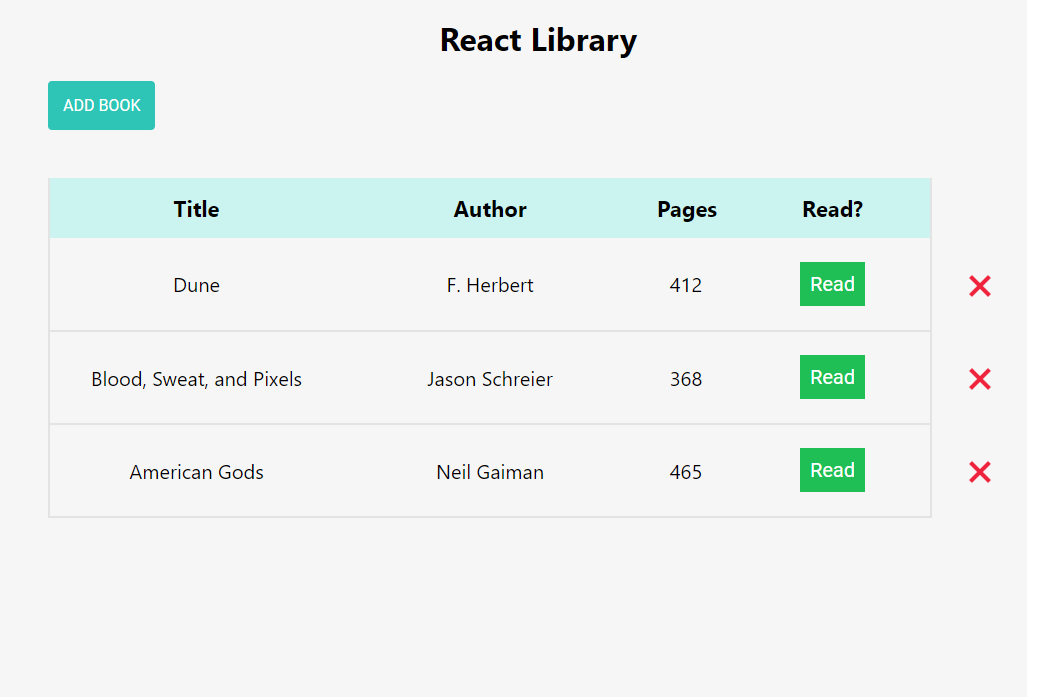 React Library
ADD BOOK
Title Author Pages Read?
Dune F. Herbert 412 Read
Blood, Sweat, and Pixels Jason Schreier 368 Read
American Gods Neil Gaiman 465 Read